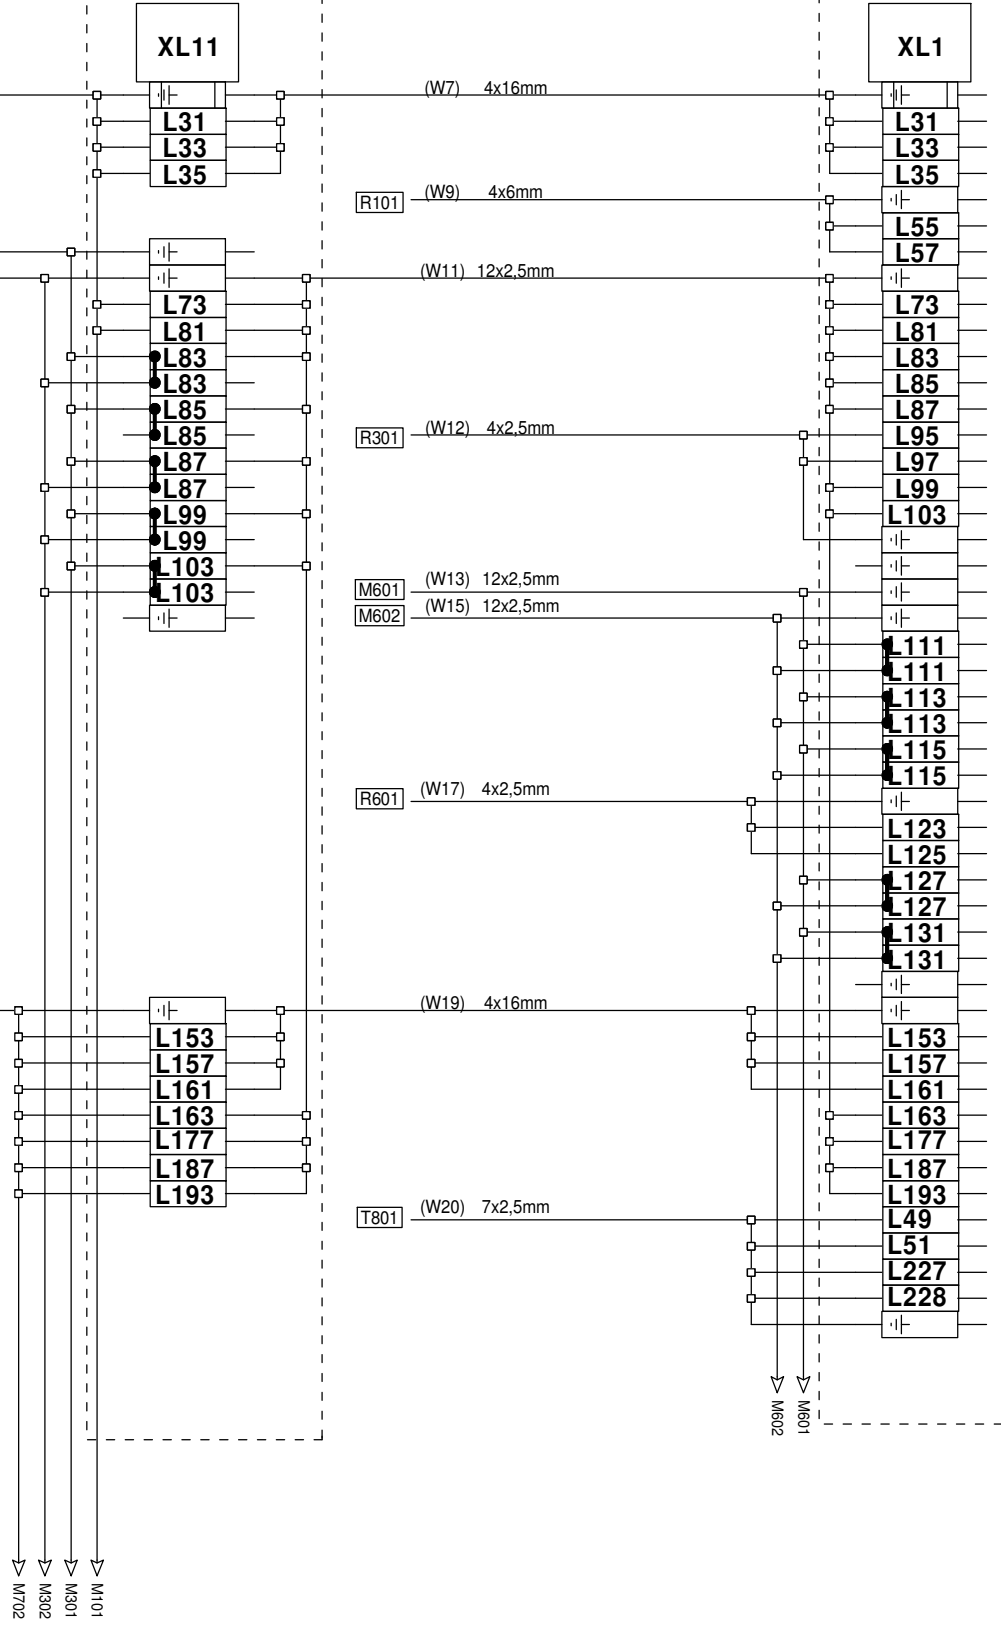 XL11
XL1
(W7) 4x16mm
L31 L31
L33 L33
L35 L35
R101 (W9) 4x6mm
L55
L57
(W11) 12x2,5mm
L73 L73
L81 L81
L83 L83
L83 L85
L85 L87
L85 R301 (W12) 4x2,5mm L95
L87 L97
L87 L99
L99 L103
L99
L103
M601 (W13) 12x2,5mm
L103
M602 (W15) 12x2,5mm
L111
L111
L113
L113
L115
L115
R601 (W17) 4x2,5mm
L123
L125
L127
L127
L131
L131
(W19) 4x16mm
L153 L153
L157 L157
L161 L161
L163 L163
L177 L177
L187 L187
L193 L193
T801 (W20) 7x2,5mm L49
L51
L227
L228
M602 M601
M702 M302 M301 M101